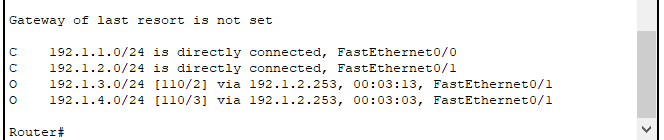 Gateway of last resort is not set
C    192.1.1.0/24 is directly connected, FastEthernet0/0
C    192.1.2.0/24 is directly connected, FastEthernet0/1
O    192.1.3.0/24 [110/2] via 192.1.2.253, 00:03:13, FastEthernet0/1
O    192.1.4.0/24 [110/3] via 192.1.2.253, 00:03:03, FastEthernet0/1
Router#